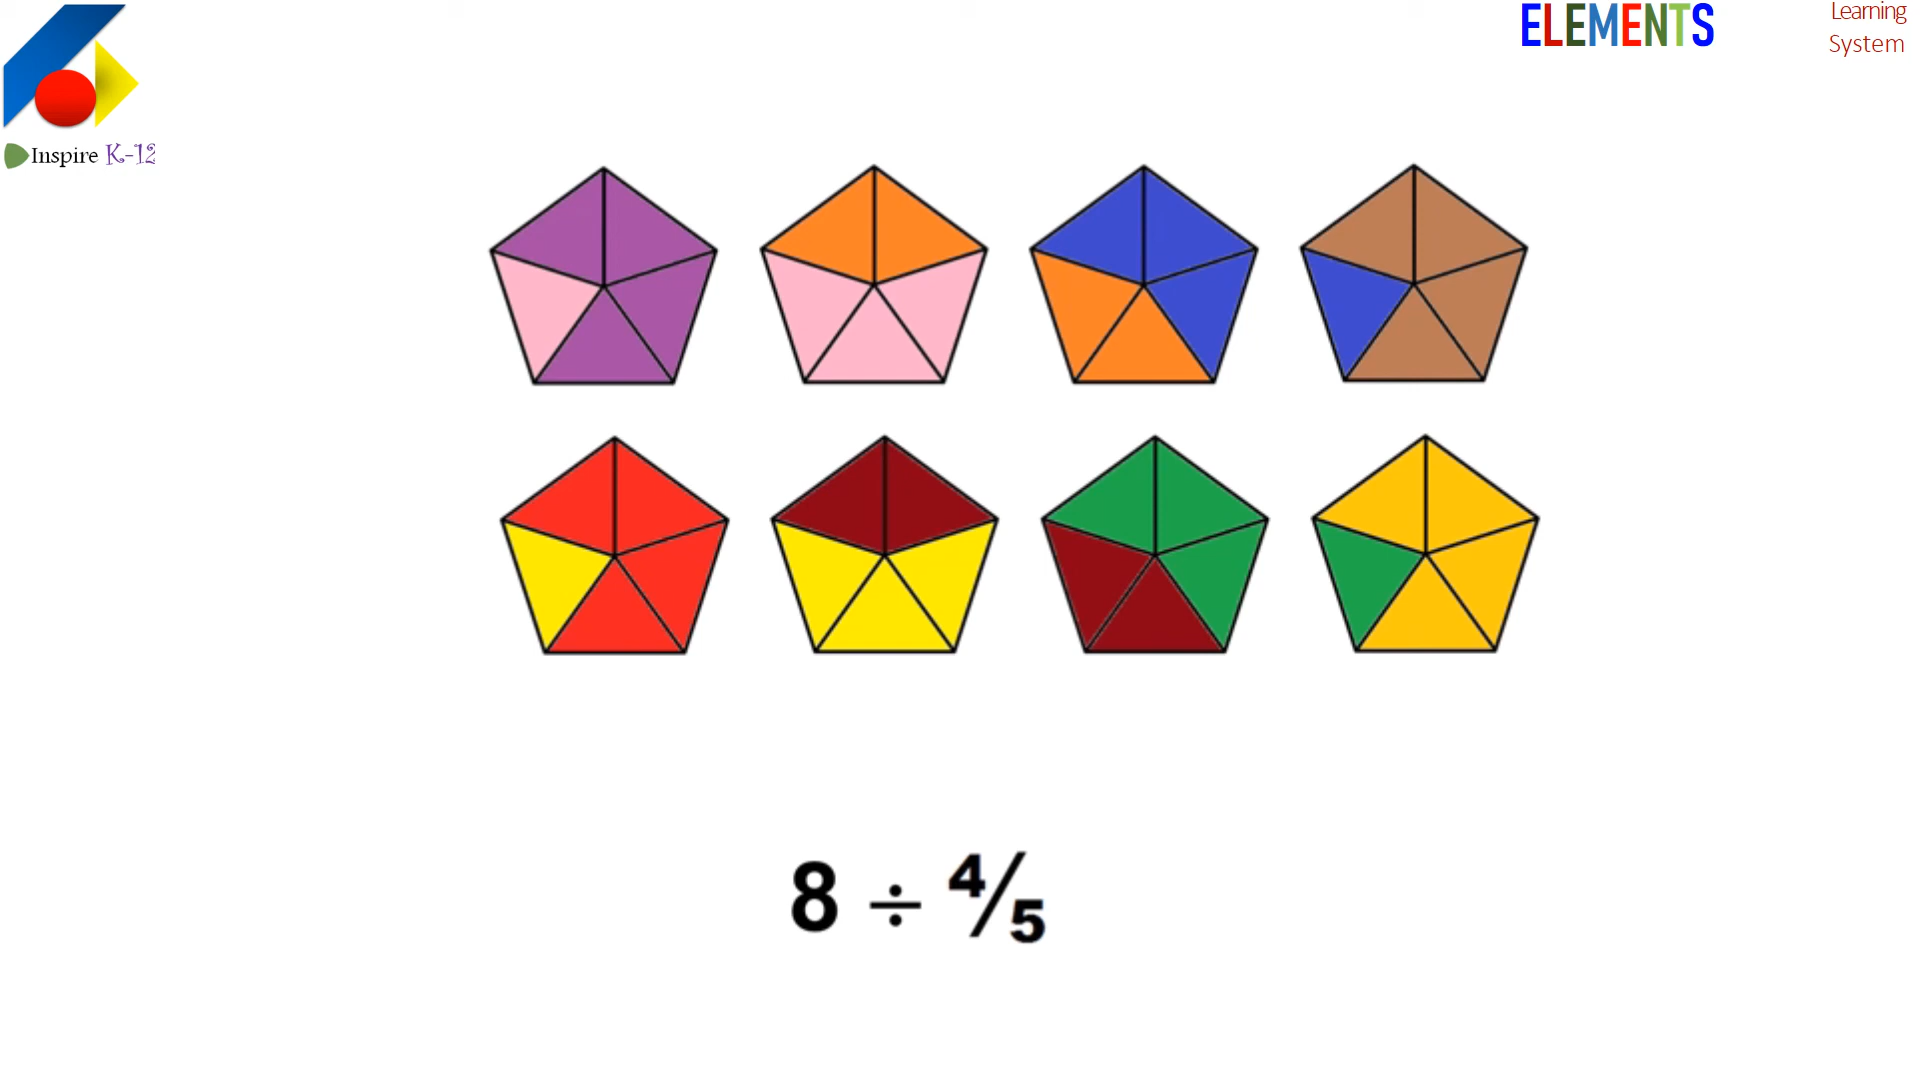 ELEMENTS
Learning
System
Inspire K-12
8 ÷ ⁴⁄₅